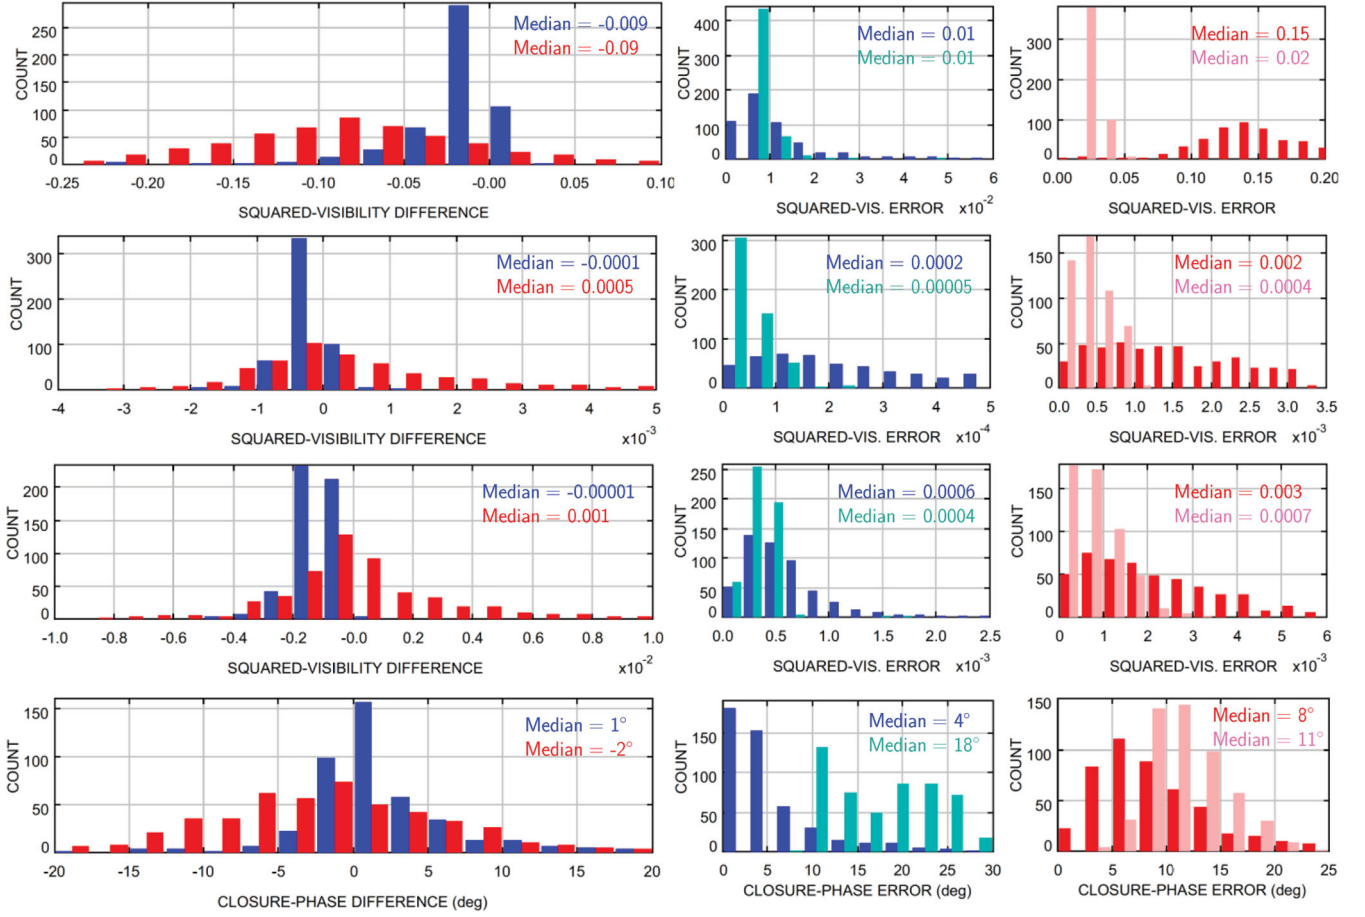 COUNT
250
200
150
100
50
0
Median = -0.009
Median = -0.09
-0.25
-0.20
-0.15
-0.10
-0.05
-0.00
0.05
0.10
SQUARED-VISIBILITY DIFFERENCE
COUNT
400
300
200
100
0
Median = 0.01
Median = 0.01
0 1 2 3 4 5 6
SQUARED-VIS. ERROR x10-2
COUNT
300
200
100
0
Median = 0.15
Median = 0.02
0.00 0.05 0.10 0.15 0.20
SQUARED-VIS. ERROR
COUNT
300
200
100
0
Median = -0.0001
Median = 0.0005
-4 -3 -2 -1 0 1 2 3 4 5
SQUARED-VISIBILITY DIFFERENCE x10-3
COUNT
300
200
100
0
Median = 0.0002
Median = 0.00005
0 1 2 3 4 5
SQUARED-VIS. ERROR x10-4
COUNT
150
100
50
0
Median = 0.002
Median = 0.0004
0.0 0.5 1.0 1.5 2.0 2.5 3.0 3.5
SQUARED-VIS. ERROR x10-3
COUNT
200
150
100
50
0
Median = -0.00001
Median = 0.001
-1.0 -0.8 -0.6 -0.4 -0.2 -0.0 0.2 0.4 0.6 0.8 1.0
SQUARED-VISIBILITY DIFFERENCE x10-2
COUNT
250
200
150
100
50
0
Median = 0.0006
Median = 0.0004
0.0 0.5 1.0 1.5 2.0 2.5
SQUARED-VIS. ERROR x10-3
COUNT
150
100
50
0
Median = 0.003
Median = 0.0007
0 1 2 3 4 5 6
SQUARED-VIS. ERROR x10-3
COUNT
150
100
50
0
Median = 1°
Median = -2°
-20 -15 -10 -5 0 5 10 15 20
CLOSURE-PHASE DIFFERENCE (deg)
COUNT
150
100
50
0
Median = 4°
Median = 18°
0 5 10 15 20 25 30
CLOSURE-PHASE ERROR (deg)
COUNT
150
100
50
0
Median = 8°
Median = 11°
0 5 10 15 20 25
CLOSURE-PHASE ERROR (deg)